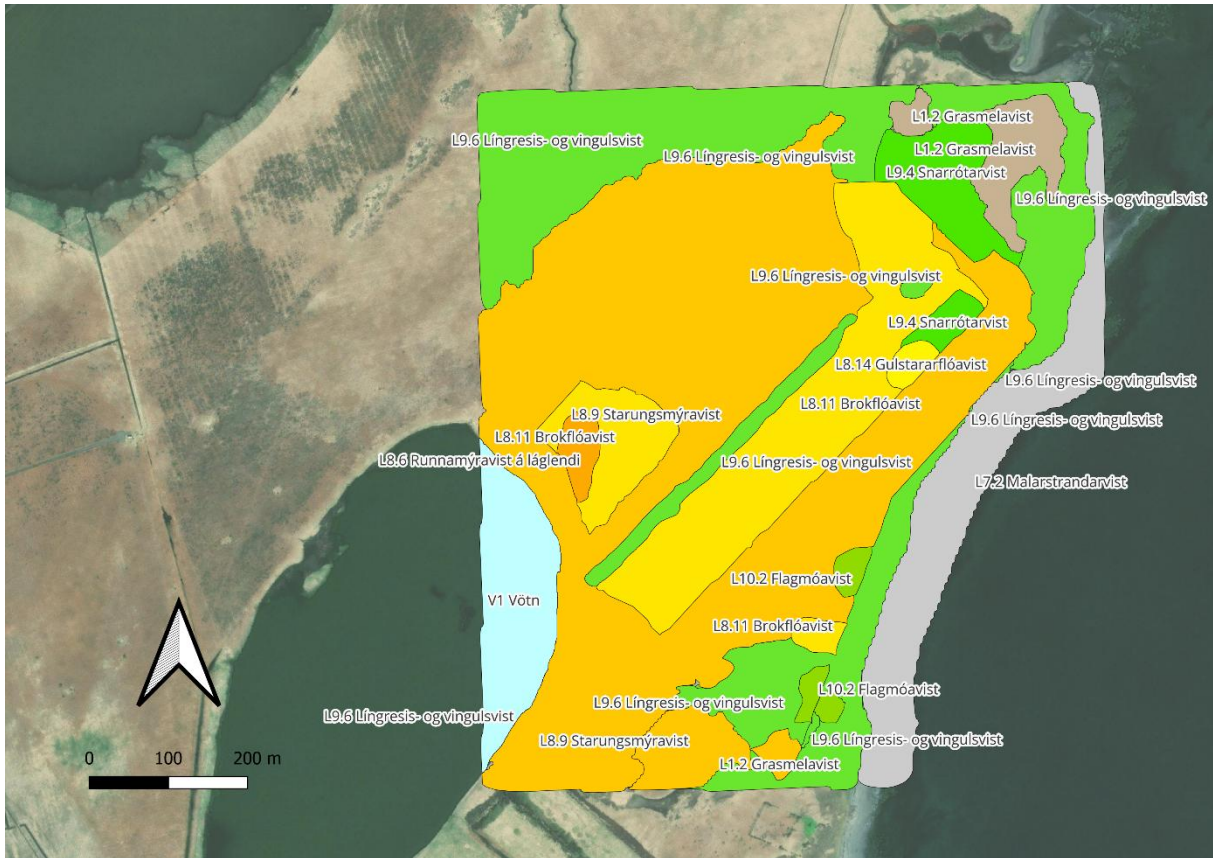 L1.2 Grasmelavist
L9.6 Língresis- og vingulsvist
L1.2 Grasmelavist
L9.6 Língresis- og vingulsvist
L9.4 Snarrótarvist
L9.6 Língresis- og vingulsvist
L9.6 Língresis- og vingulsvist
L9.4 Snarrótarvist
L8.14 Gulstararflóavist
L9.6 Língresis- og vingulsvist
L8.11 Brokflóavist
L8.9 Starungsmýravist
L9.6 Língresis- og vingulsvist
L8.11 Brokflóavist
L8.6 Runnamýravist á láglendi
L9.6 Língresis- og vingulsvist
L7.2 Malarstrandarvist
L10.2 Flagmóavist
V1 Vötn
L8.11 Brokflóavist
L10.2 Flagmóavist
L9.6 Língresis- og vingulsvist
L9.6 Língresis- og vingulsvist
L8.9 Starungsmýravist
L9.6 Língresis- og vingulsvist
L1.2 Grasmelavist
0 100 200 m